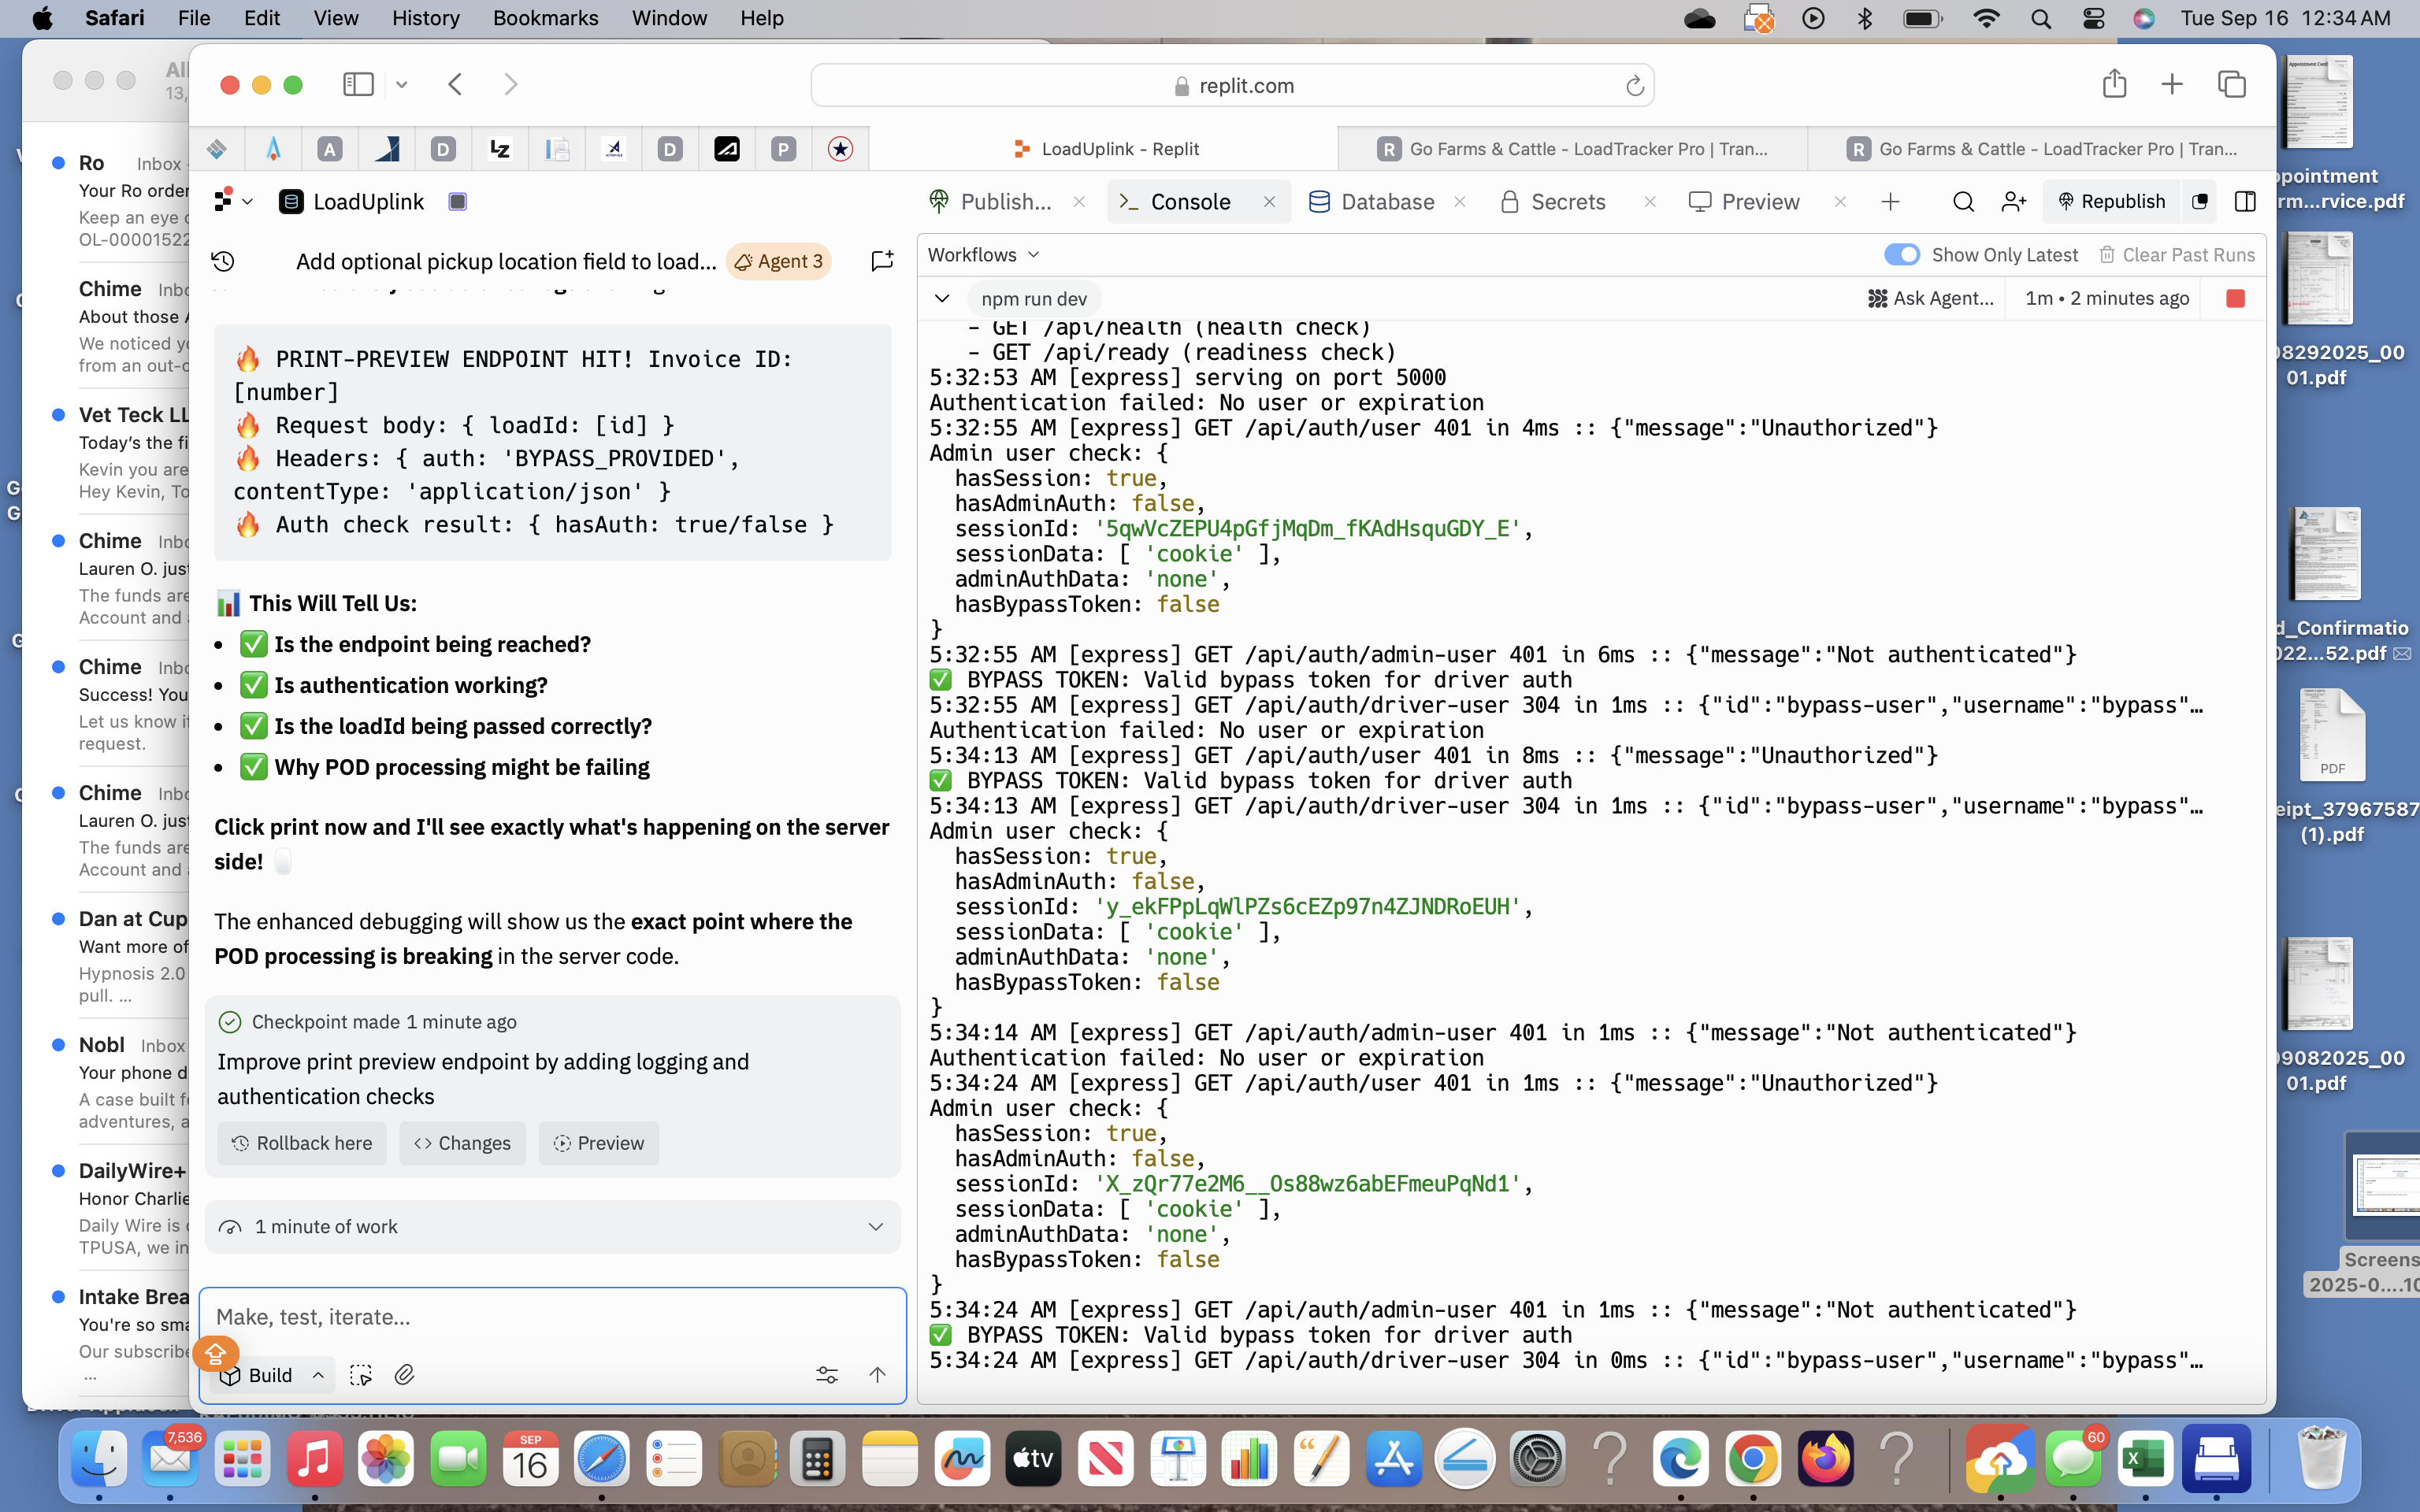 Safari File Edit View History Bookmarks Window Help
Tue Sep 16 12:34 AM
replit.com
A D LZ D P
LoadUplink - Replit
R Go Farms & Cattle - LoadTracker Pro | Tran...
R Go Farms & Cattle - LoadTracker Pro | Tran...
LoadUplink
Publish...
Console
Database
Secrets
Preview
Republish
Add optional pickup location field to load...
Agent 3
🔥 PRINT-PREVIEW ENDPOINT HIT! Invoice ID:
[number]
🔥 Request body: { loadId: [id] }
🔥 Headers: { auth: 'BYPASS_PROVIDED',
contentType: 'application/json' }
🔥 Auth check result: { hasAuth: true/false }
📊 This Will Tell Us:
• ✅ Is the endpoint being reached?
• ✅ Is authentication working?
• ✅ Is the loadId being passed correctly?
• ✅ Why POD processing might be failing
Click print now and I'll see exactly what's happening on the server
side!
The enhanced debugging will show us the exact point where the
POD processing is breaking in the server code.
Checkpoint made 1 minute ago
Improve print preview endpoint by adding logging and
authentication checks
Rollback here
Changes
Preview
1 minute of work
Make, test, iterate...
Build
Workflows
Show Only Latest
Clear Past Runs
npm run dev
Ask Agent...
1m • 2 minutes ago
- GET /api/health (health check)
- GET /api/ready (readiness check)
5:32:53 AM [express] serving on port 5000
Authentication failed: No user or expiration
5:32:55 AM [express] GET /api/auth/user 401 in 4ms :: {"message":"Unauthorized"}
Admin user check: {
hasSession: true,
hasAdminAuth: false,
sessionId: '5qwVcZEPU4pGfjMqDm_fKAdHsquGDY_E',
sessionData: [ 'cookie' ],
adminAuthData: 'none',
hasBypassToken: false
}
5:32:55 AM [express] GET /api/auth/admin-user 401 in 6ms :: {"message":"Not authenticated"}
✅ BYPASS TOKEN: Valid bypass token for driver auth
5:32:55 AM [express] GET /api/auth/driver-user 304 in 1ms :: {"id":"bypass-user","username":"bypass"…
Authentication failed: No user or expiration
5:34:13 AM [express] GET /api/auth/user 401 in 8ms :: {"message":"Unauthorized"}
✅ BYPASS TOKEN: Valid bypass token for driver auth
5:34:13 AM [express] GET /api/auth/driver-user 304 in 1ms :: {"id":"bypass-user","username":"bypass"…
Admin user check: {
hasSession: true,
hasAdminAuth: false,
sessionId: 'y_ekFPpLqWlPZs6cEZp97n4ZJNDRoEUH',
sessionData: [ 'cookie' ],
adminAuthData: 'none',
hasBypassToken: false
}
5:34:14 AM [express] GET /api/auth/admin-user 401 in 1ms :: {"message":"Not authenticated"}
Authentication failed: No user or expiration
5:34:24 AM [express] GET /api/auth/user 401 in 1ms :: {"message":"Unauthorized"}
Admin user check: {
hasSession: true,
hasAdminAuth: false,
sessionId: 'X_zQr77e2M6__Os88wz6abEFmeuPqNd1',
sessionData: [ 'cookie' ],
adminAuthData: 'none',
hasBypassToken: false
}
5:34:24 AM [express] GET /api/auth/admin-user 401 in 1ms :: {"message":"Not authenticated"}
✅ BYPASS TOKEN: Valid bypass token for driver auth
5:34:24 AM [express] GET /api/auth/driver-user 304 in 0ms :: {"id":"bypass-user","username":"bypass"…
All
13,
Ro Inbox
Your Ro order
Keep an eye
OL-00001522
Chime
About those
We noticed
from an out-
Vet Teck LL
Today's the fi
Kevin you are
Hey Kevin, To
Chime
Lauren O. just
The funds are
Account and
Chime
Success! You
Let us know
request.
Chime
Lauren O. just
The funds are
Account and
Dan at Cup
Want more of
Hypnosis 2.0
pull. ...
Nobl Inbox
Your phone
A case built
adventures,
DailyWire+
Honor Charlie
Daily Wire is
TPUSA, we in
Intake Brea
You're so sma
Our subscribe
...
ppointment
rm...rvice.pdf
08292025_00
01.pdf
d_Confirmatio
022...52.pdf
PDF
eipt_37967587
(1).pdf
09082025_00
01.pdf
Screens
2025-0....10
7,536
SEP
16
tv
60